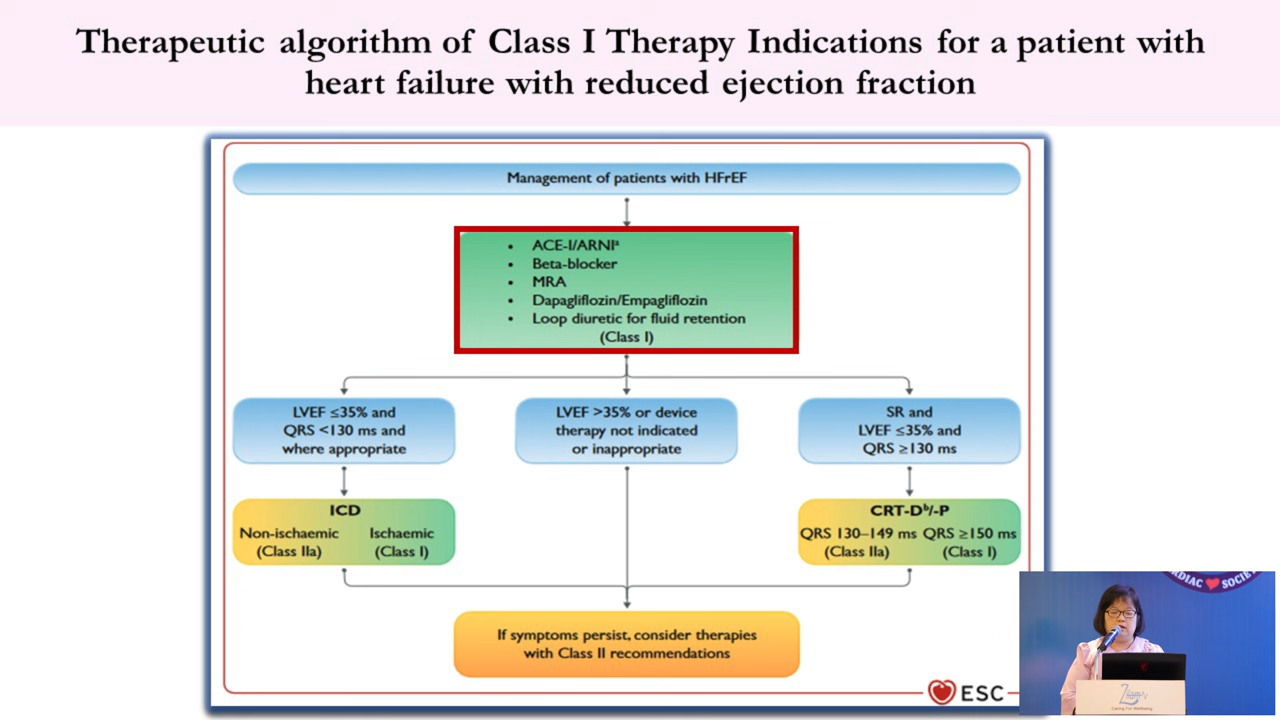 Therapeutic algorithm of Class I Therapy Indications for a patient with
heart failure with reduced ejection fraction
Management of patients with HFrEF
• ACE-I/ARNIᵃ
• Beta-blocker
• MRA
• Dapagliflozin/Empagliflozin
• Loop diuretic for fluid retention
(Class I)
LVEF ≤35% and
QRS <130 ms and
where appropriate
LVEF >35% or device
therapy not indicated
or inappropriate
SR and
LVEF ≤35% and
QRS ≥130 ms
ICD
Non-ischaemic
(Class IIa)
Ischaemic
(Class I)
CRT-Dᵇ/-P
QRS 130–149 ms
(Class IIa)
QRS ≥150 ms
(Class I)
If symptoms persist, consider therapies
with Class II recommendations
ESC
SOCIETY
Caring For Wellbeing